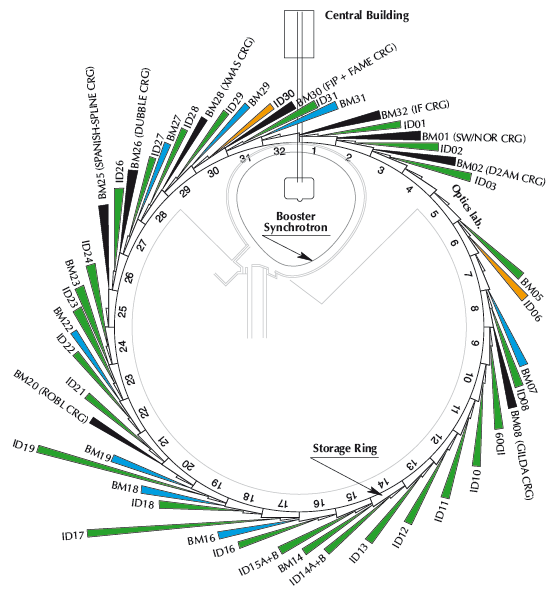 Central Building
BM32 (IF CRG)
ID01
BM01 (SW/NOR CRG)
ID02
BM02 (D2AM CRG)
ID03
Optics lab.
BM05
ID06
BM07
ID08
BM08 (GILDA CRG)
ID09
ID10
ID11
ID12
ID13
ID14A+B
BM14
ID15A+B
ID16
BM16
ID17
ID18
BM18
BM19
ID19
BM20 (ROBL CRG)
ID21
ID22
BM22
ID23
BM23
ID24
BM25 (SPANISH-SPLINE CRG)
ID26
BM26 (DUBBLE CRG)
ID27
BM27
ID28
BM28 (XMAS CRG)
ID29
BM29
ID30
BM30 (FIP + FAME CRG)
ID31
BM31
1
2
3
4
5
6
7
8
9
10
11
12
13
14
15
16
17
18
19
20
21
22
23
24
25
26
27
28
29
30
31
32
Booster
Synchrotron
Storage Ring